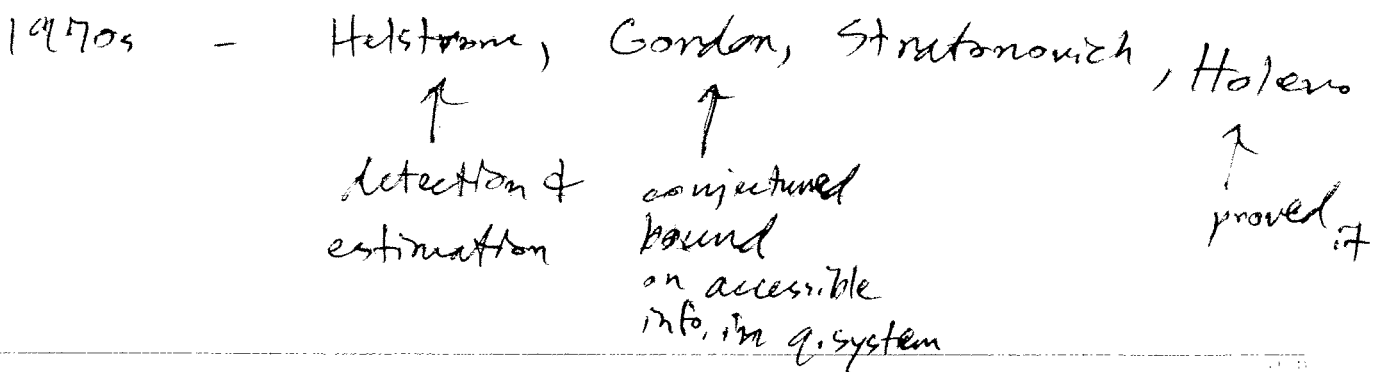 1970s - Helstrom, Gordon, Stratonovich, Holevo
↑ ↑ ↑
detection & conjectured proved it
estimation bound
on accessible
info. in q. system